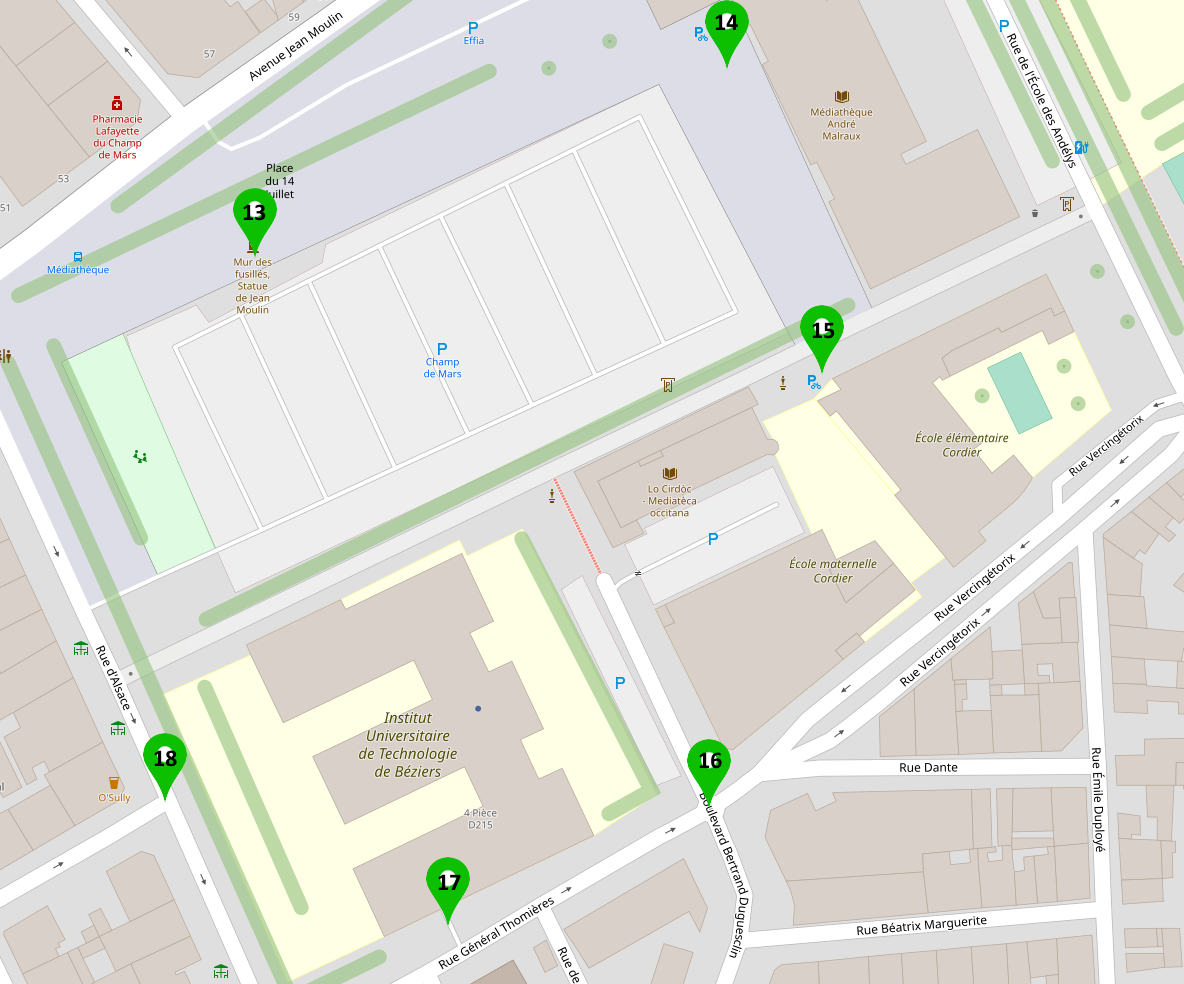 59
14
P
Effia
Avenue Jean Moulin
57
P
Rue de l'École des Andélys
Pharmacie
Lafayette
du Champ
de Mars
Médiathèque
André
Malraux
53
51
Place
du 14
13
Médiathèque
Mur des
fusillés,
Statue
de Jean
Moulin
P
15
P
Champ
de Mars
P
P
École élémentaire
Cordier
Rue Vercingétorix
Lo Cirdòc
- Mediatèca
occitana
P
École maternelle
Cordier
Rue Vercingétorix
Rue Vercingétorix
Rue d'Alsace
P
Institut
Universitaire
de Technologie
de Béziers
18
16
O'Sully
Rue Dante
Rue Émile Duployé
4 Pièce
D215
Boulevard Bertrand Duguesclin
17
Rue Général Thomières
Rue Béatrix Marguerite
Rue de